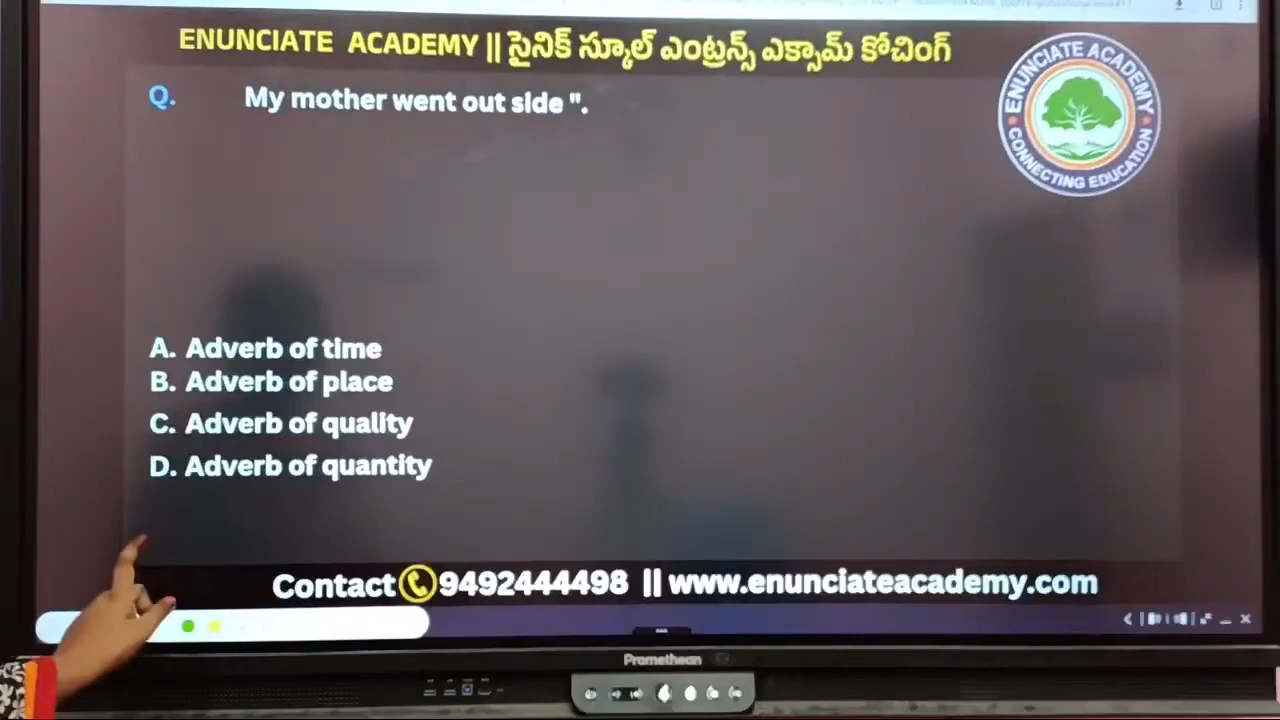 ENUNCIATE ACADEMY || సైనిక్ స్కూల్ ఎంట్రన్స్ ఎక్సామ్ కోచింగ్
ENUNCIATE ACADEMY
CONNECTING EDUCATION
Q. My mother went out side ".
A. Adverb of time
B. Adverb of place
C. Adverb of quality
D. Adverb of quantity
Contact 9492444498 || www.enunciateacademy.com
Promethean